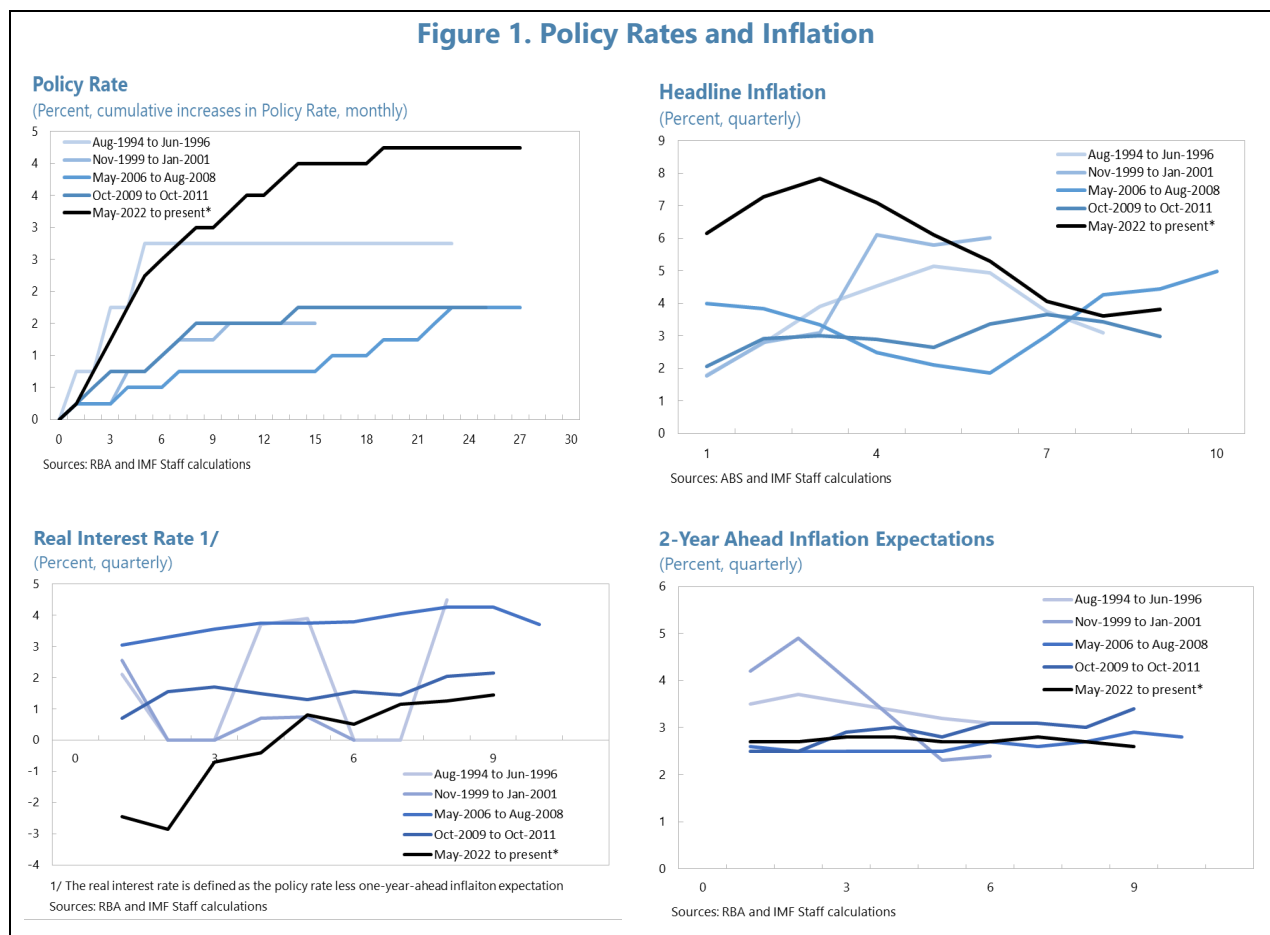 Figure 1. Policy Rates and Inflation
Policy Rate
(Percent, cumulative increases in Policy Rate, monthly)
5
4
4
3
3
2
2
1
1
0
Aug-1994 to Jun-1996
Nov-1999 to Jan-2001
May-2006 to Aug-2008
Oct-2009 to Oct-2011
May-2022 to present*
0 3 6 9 12 15 18 21 24 27 30
Sources: RBA and IMF Staff calculations
Headline Inflation
(Percent, quarterly)
9
8
7
6
5
4
3
2
1
0
Aug-1994 to Jun-1996
Nov-1999 to Jan-2001
May-2006 to Aug-2008
Oct-2009 to Oct-2011
May-2022 to present*
1 4 7 10
Sources: ABS and IMF Staff calculations
Real Interest Rate 1/
(Percent, quarterly)
5
4
3
2
1
0
-1
-2
-3
-4
0 3 6 9
Aug-1994 to Jun-1996
Nov-1999 to Jan-2001
May-2006 to Aug-2008
Oct-2009 to Oct-2011
May-2022 to present*
1/ The real interest rate is defined as the policy rate less one-year-ahead inflaiton expectation
Sources: RBA and IMF Staff calculations
2-Year Ahead Inflation Expectations
(Percent, quarterly)
6
5
4
3
2
1
0
Aug-1994 to Jun-1996
Nov-1999 to Jan-2001
May-2006 to Aug-2008
Oct-2009 to Oct-2011
May-2022 to present*
0 3 6 9
Sources: RBA and IMF Staff calculations